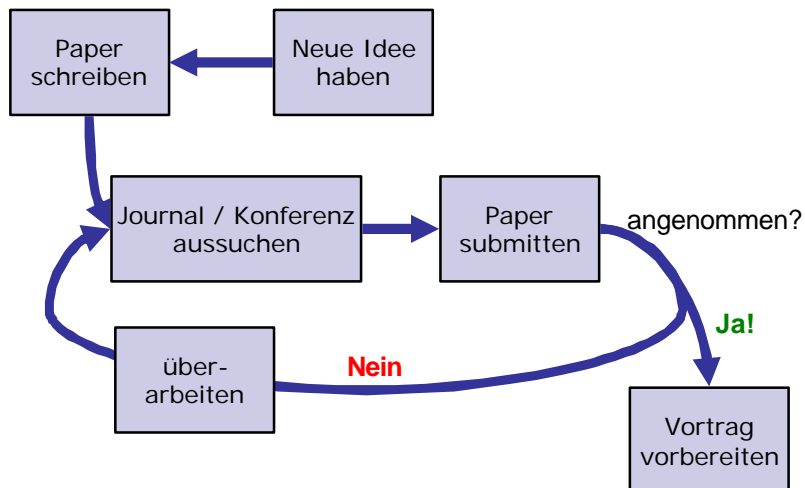 Paper
schreiben
Neue Idee
haben
Journal / Konferenz
aussuchen
Paper
submitten
angenommen?
Ja!
Nein
über-
arbeiten
Vortrag
vorbereiten